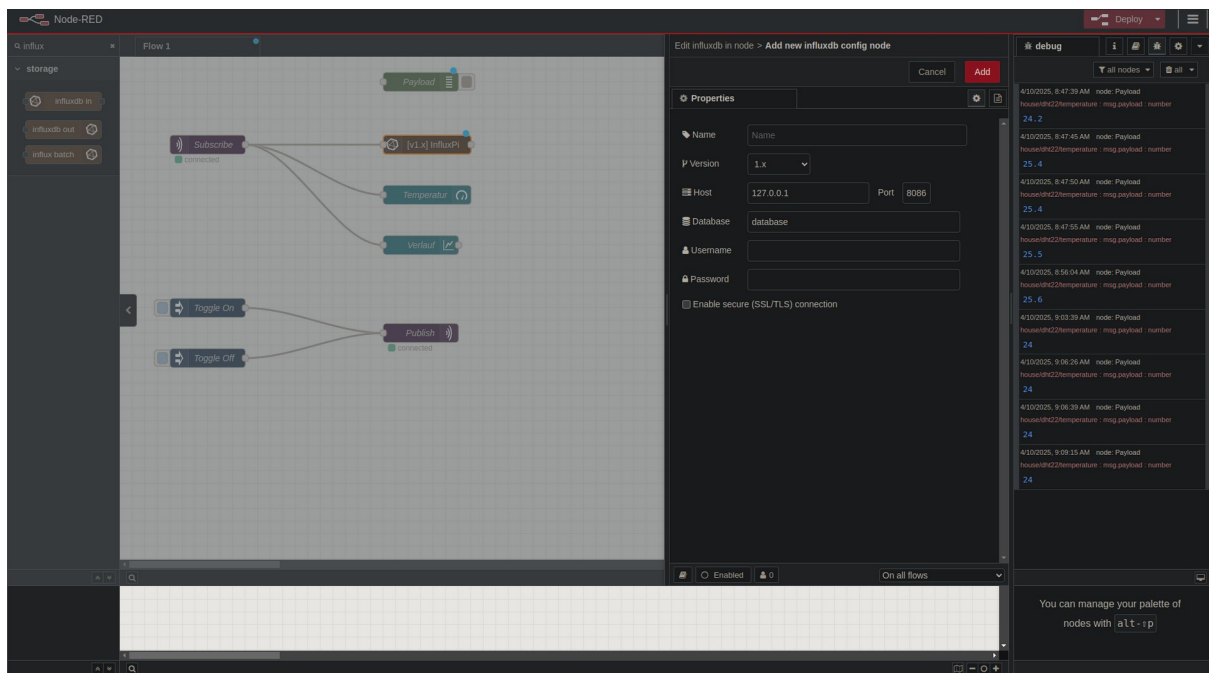 Node-RED
Deploy
influx
storage
influxdb in
influxdb out
influx batch
Flow 1
Payload
Subscribe
connected
[v1.x] InfluxPi
Temperatur
Verlauf
Toggle On
Toggle Off
Publish
connected
Edit influxdb in node > Add new influxdb config node
Cancel Add
Properties
Name Name
Version 1.x
Host 127.0.0.1 Port 8086
Database database
Username
Password
Enable secure (SSL/TLS) connection
Enabled 0 On all flows
debug
all nodes all
4/10/2025, 8:47:39 AM node: Payload
house/dht22/temperature : msg.payload : number
24.2
4/10/2025, 8:47:45 AM node: Payload
house/dht22/temperature : msg.payload : number
25.4
4/10/2025, 8:47:50 AM node: Payload
house/dht22/temperature : msg.payload : number
25.4
4/10/2025, 8:47:55 AM node: Payload
house/dht22/temperature : msg.payload : number
25.5
4/10/2025, 8:56:04 AM node: Payload
house/dht22/temperature : msg.payload : number
25.6
4/10/2025, 9:03:39 AM node: Payload
house/dht22/temperature : msg.payload : number
24
4/10/2025, 9:06:26 AM node: Payload
house/dht22/temperature : msg.payload : number
24
4/10/2025, 9:06:39 AM node: Payload
house/dht22/temperature : msg.payload : number
24
4/10/2025, 9:09:15 AM node: Payload
house/dht22/temperature : msg.payload : number
24
You can manage your palette of
nodes with alt-⇧p